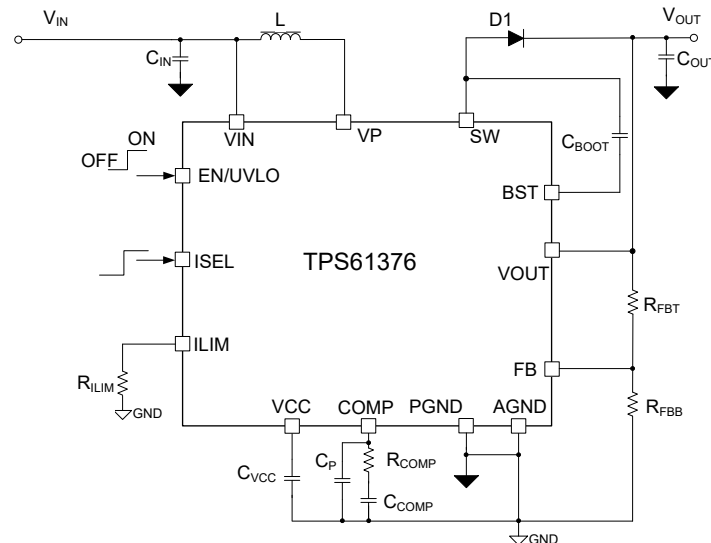 VIN
L
D1
VOUT
CIN
COUT
VIN
VP
SW
CBOOT
ON
OFF
EN/UVLO
BST
ISEL
TPS61376
VOUT
RFBT
ILIM
FB
RILIM
GND
VCC
COMP
PGND
AGND
RFBB
CVCC
CP
RCOMP
CCOMP
GND